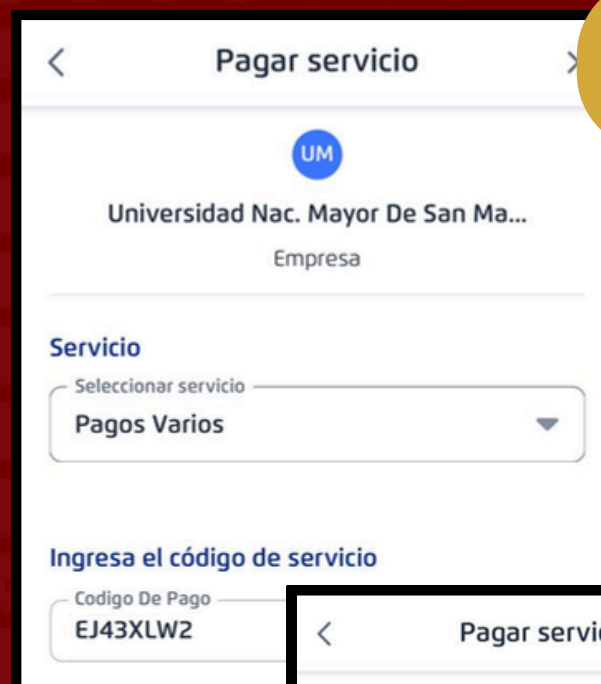 Pagar servicio
UM
Universidad Nac. Mayor De San Ma...
Empresa
Servicio
Seleccionar servicio
Pagos Varios
Ingresa el código de servicio
Codigo De Pago
EJ43XLW2
Pagar